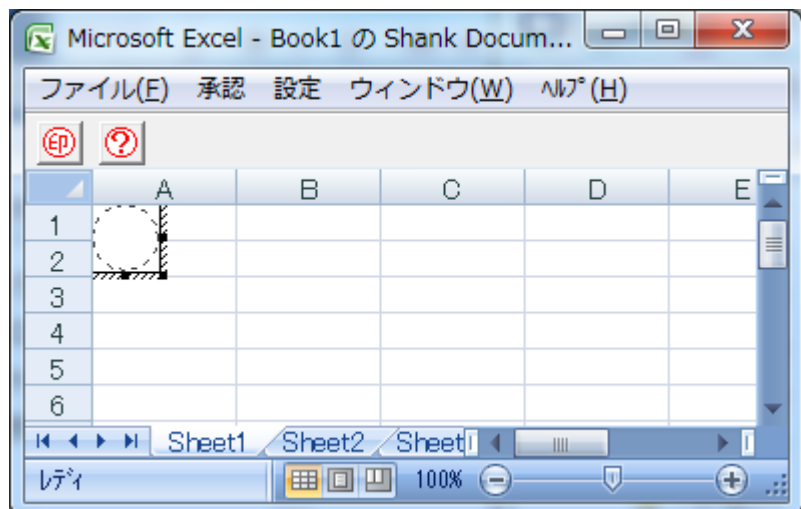 Microsoft Excel - Book1 の Shank Docum...
ファイル(F) 承認 設定 ウィンドウ(W) ﾍﾙﾌﾟ(H)
印 ?
A B C D E
1
2
3
4
5
6
Sheet1 Sheet2 Sheet
ﾚﾃﾞｨ 100%